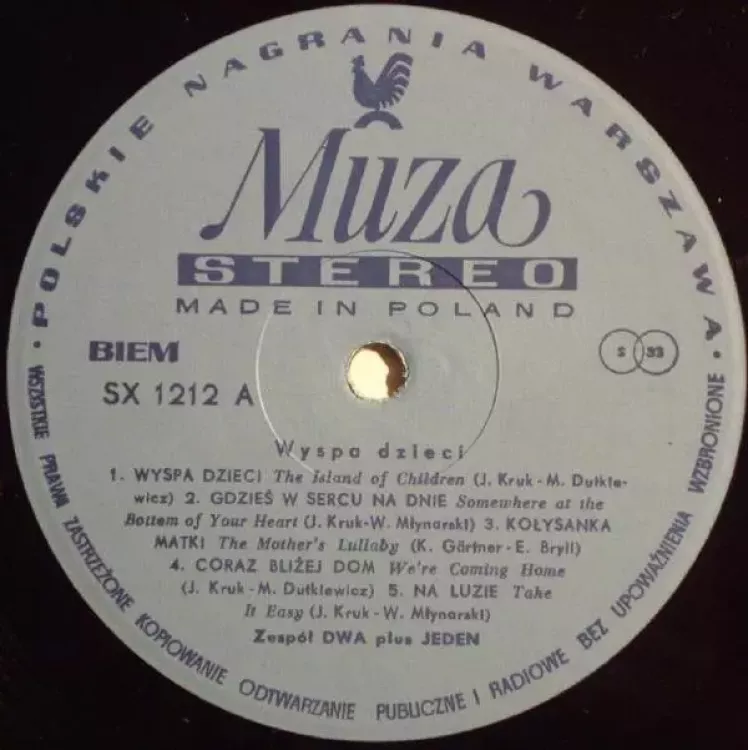 · POLSKIE NAGRANIA WARSZAWA ·
Muza
STEREO
MADE IN POLAND
BIEM
S 33
SX 1212 A
Wyspa dzieci
1. WYSPA DZIECI The Island of Children (J. Kruk-M. Dutkie-
wicz) 2. GDZIEŚ W SERCU NA DNIE Somewhere at the
Bottom of Your Heart (J. Kruk-W. Młynarski) 3. KOŁYSANKA
MATKI The Mother's Lullaby (K. Gärtner-E. Bryll)
4. CORAZ BLIŻEJ DOM We're Coming Home
(J. Kruk-M. Dutkiewicz) 5. NA LUZIE Take
It Easy (J. Kruk-W. Młynarski)
Zespół DWA plus JEDEN
WSZYSTKIE PRAWA ZASTRZEŻONE KOPIOWANIE ODTWARZANIE PUBLICZNE I RADIOWE BEZ UPOWAŻNIENIA WZBRONIONE